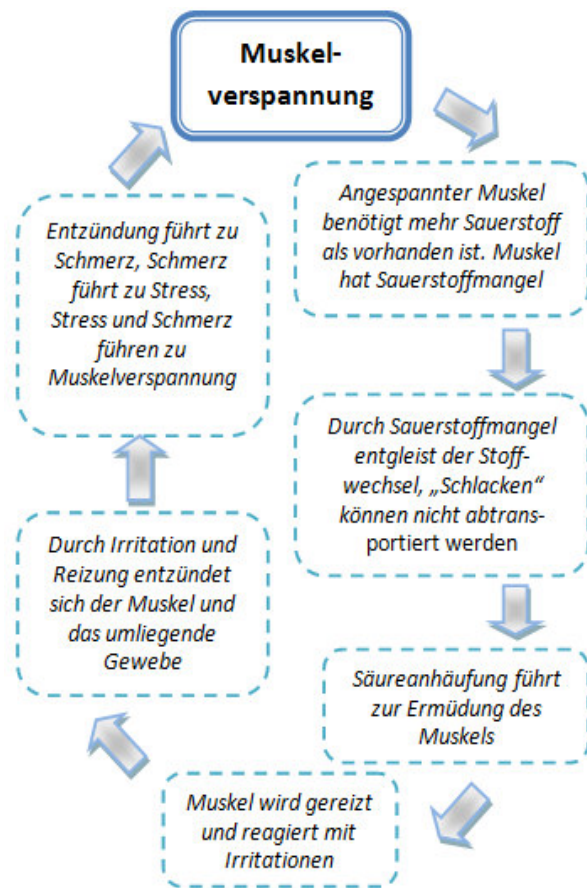 Muskel-
verspannung
Angespannter Muskel
benötigt mehr Sauerstoff
als vorhanden ist. Muskel
hat Sauerstoffmangel
Durch Sauerstoffmangel
entgleist der Stoff-
wechsel, „Schlacken“
können nicht abtrans-
portiert werden
Säureanhäufung führt
zur Ermüdung des
Muskels
Muskel wird gereizt
und reagiert mit
Irritationen
Durch Irritation und
Reizung entzündet
sich der Muskel und
das umliegende
Gewebe
Entzündung führt zu
Schmerz, Schmerz
führt zu Stress,
Stress und Schmerz
führen zu
Muskelverspannung